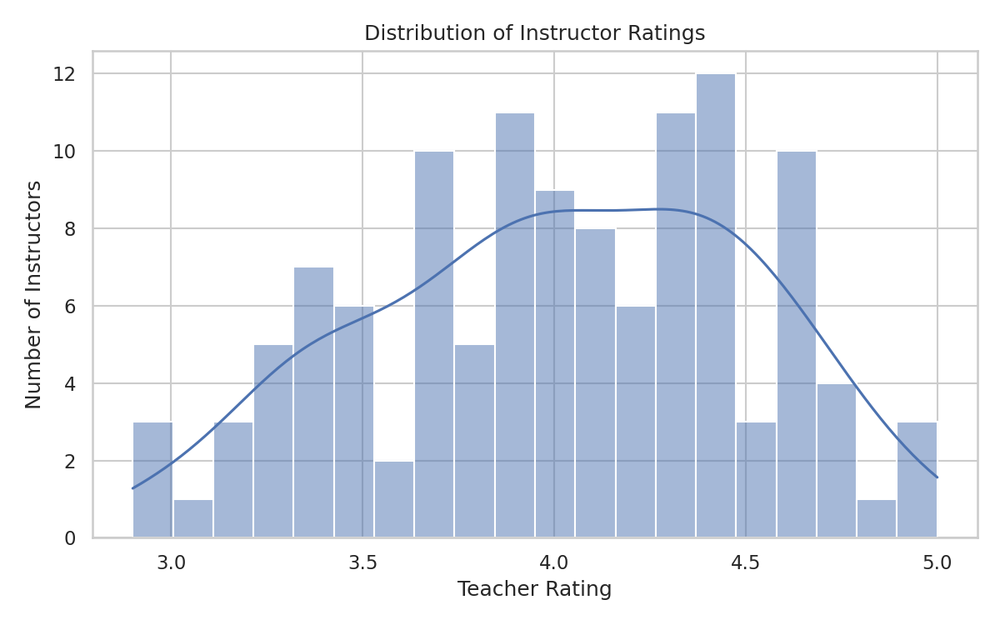 Distribution of Instructor Ratings
Number of Instructors
12
10
8
6
4
2
0
3.0 3.5 4.0 4.5 5.0
Teacher Rating